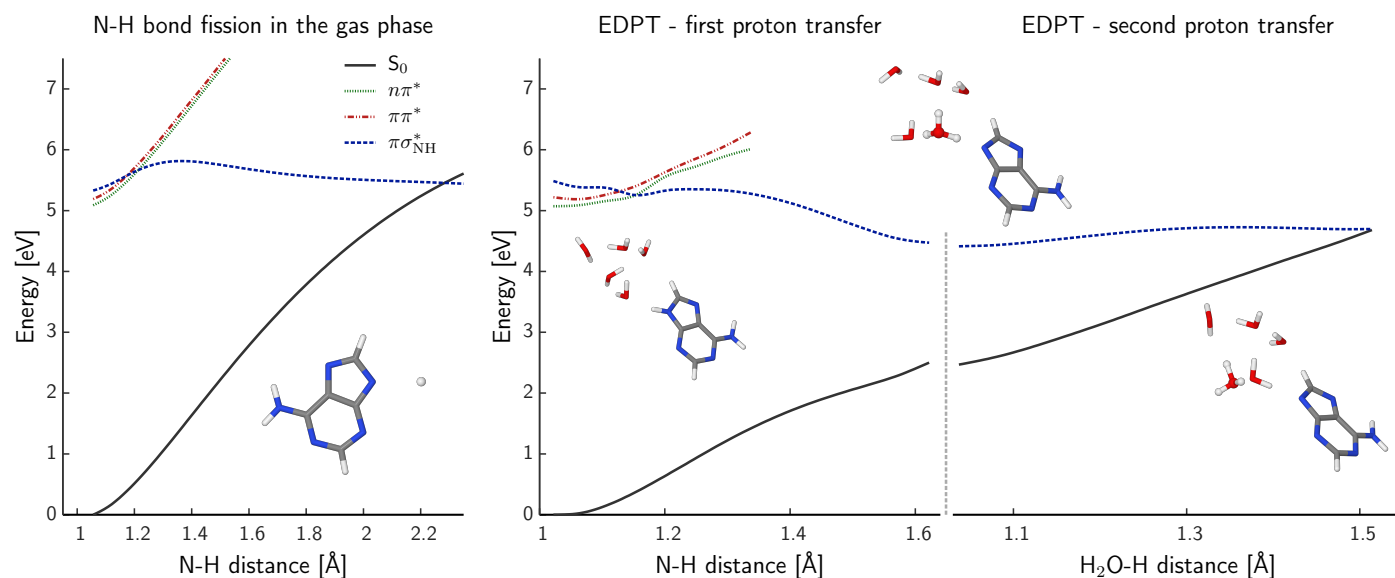 N-H bond fission in the gas phase
EDPT - first proton transfer
EDPT - second proton transfer
S₀
nπ*
ππ*
πσ*NH
Energy [eV]
7
6
5
4
3
2
1
0
1
1.2
1.4
1.6
1.8
2
2.2
N-H distance [Å]
Energy [eV]
7
6
5
4
3
2
1
0
1
1.2
1.4
1.6
N-H distance [Å]
1.1
1.3
1.5
H₂O-H distance [Å]